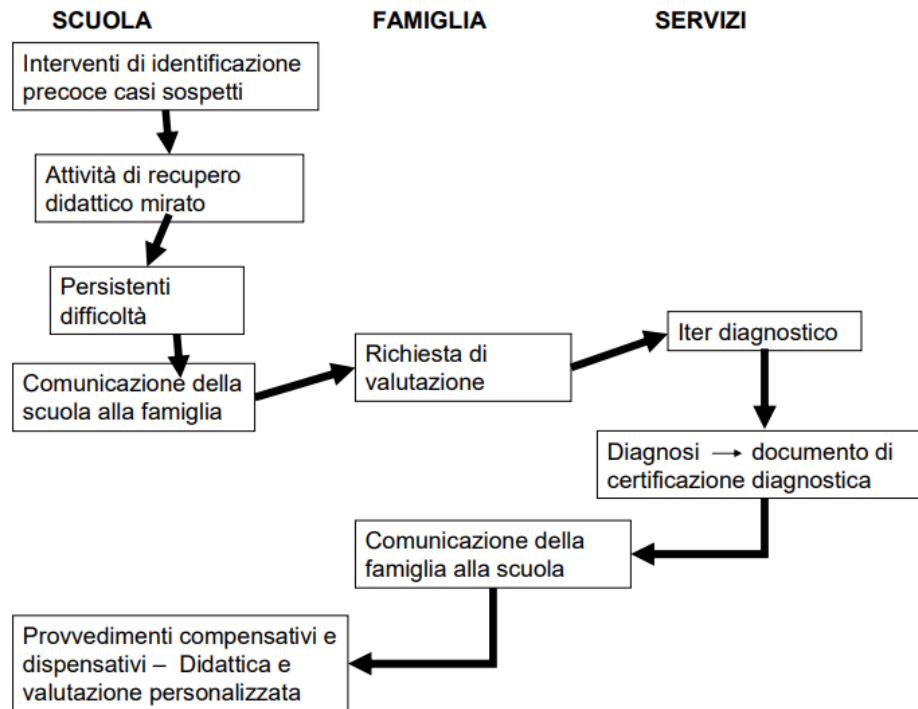 SCUOLA FAMIGLIA SERVIZI
Interventi di identificazione
precoce casi sospetti
Attività di recupero
didattico mirato
Persistenti
difficoltà
Comunicazione della
scuola alla famiglia
Richiesta di
valutazione
Iter diagnostico
Diagnosi → documento di
certificazione diagnostica
Comunicazione della
famiglia alla scuola
Provvedimenti compensativi e
dispensativi – Didattica e
valutazione personalizzata